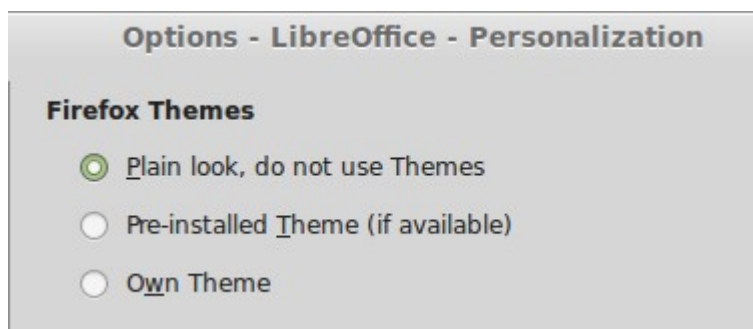 Options - LibreOffice - Personalization
Firefox Themes
Plain look, do not use Themes
Pre-installed Theme (if available)
Own Theme